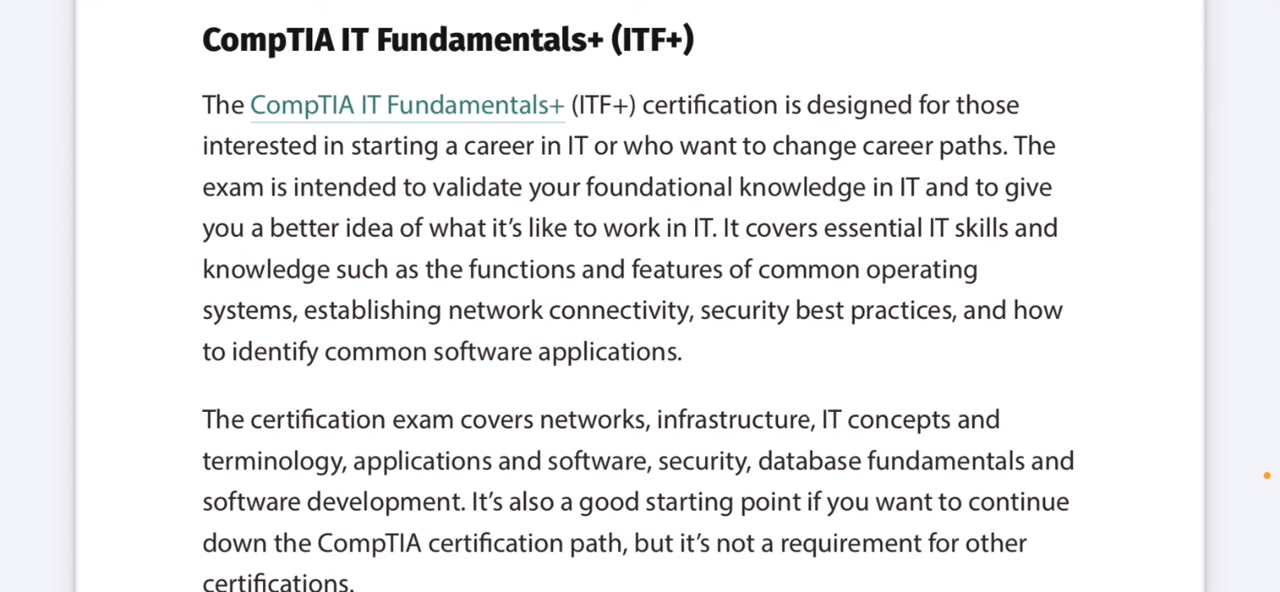 CompTIA IT Fundamentals+ (ITF+)
The CompTIA IT Fundamentals+ (ITF+) certification is designed for those
interested in starting a career in IT or who want to change career paths. The
exam is intended to validate your foundational knowledge in IT and to give
you a better idea of what it’s like to work in IT. It covers essential IT skills and
knowledge such as the functions and features of common operating
systems, establishing network connectivity, security best practices, and how
to identify common software applications.
The certification exam covers networks, infrastructure, IT concepts and
terminology, applications and software, security, database fundamentals and
software development. It’s also a good starting point if you want to continue
down the CompTIA certification path, but it’s not a requirement for other
certifications.